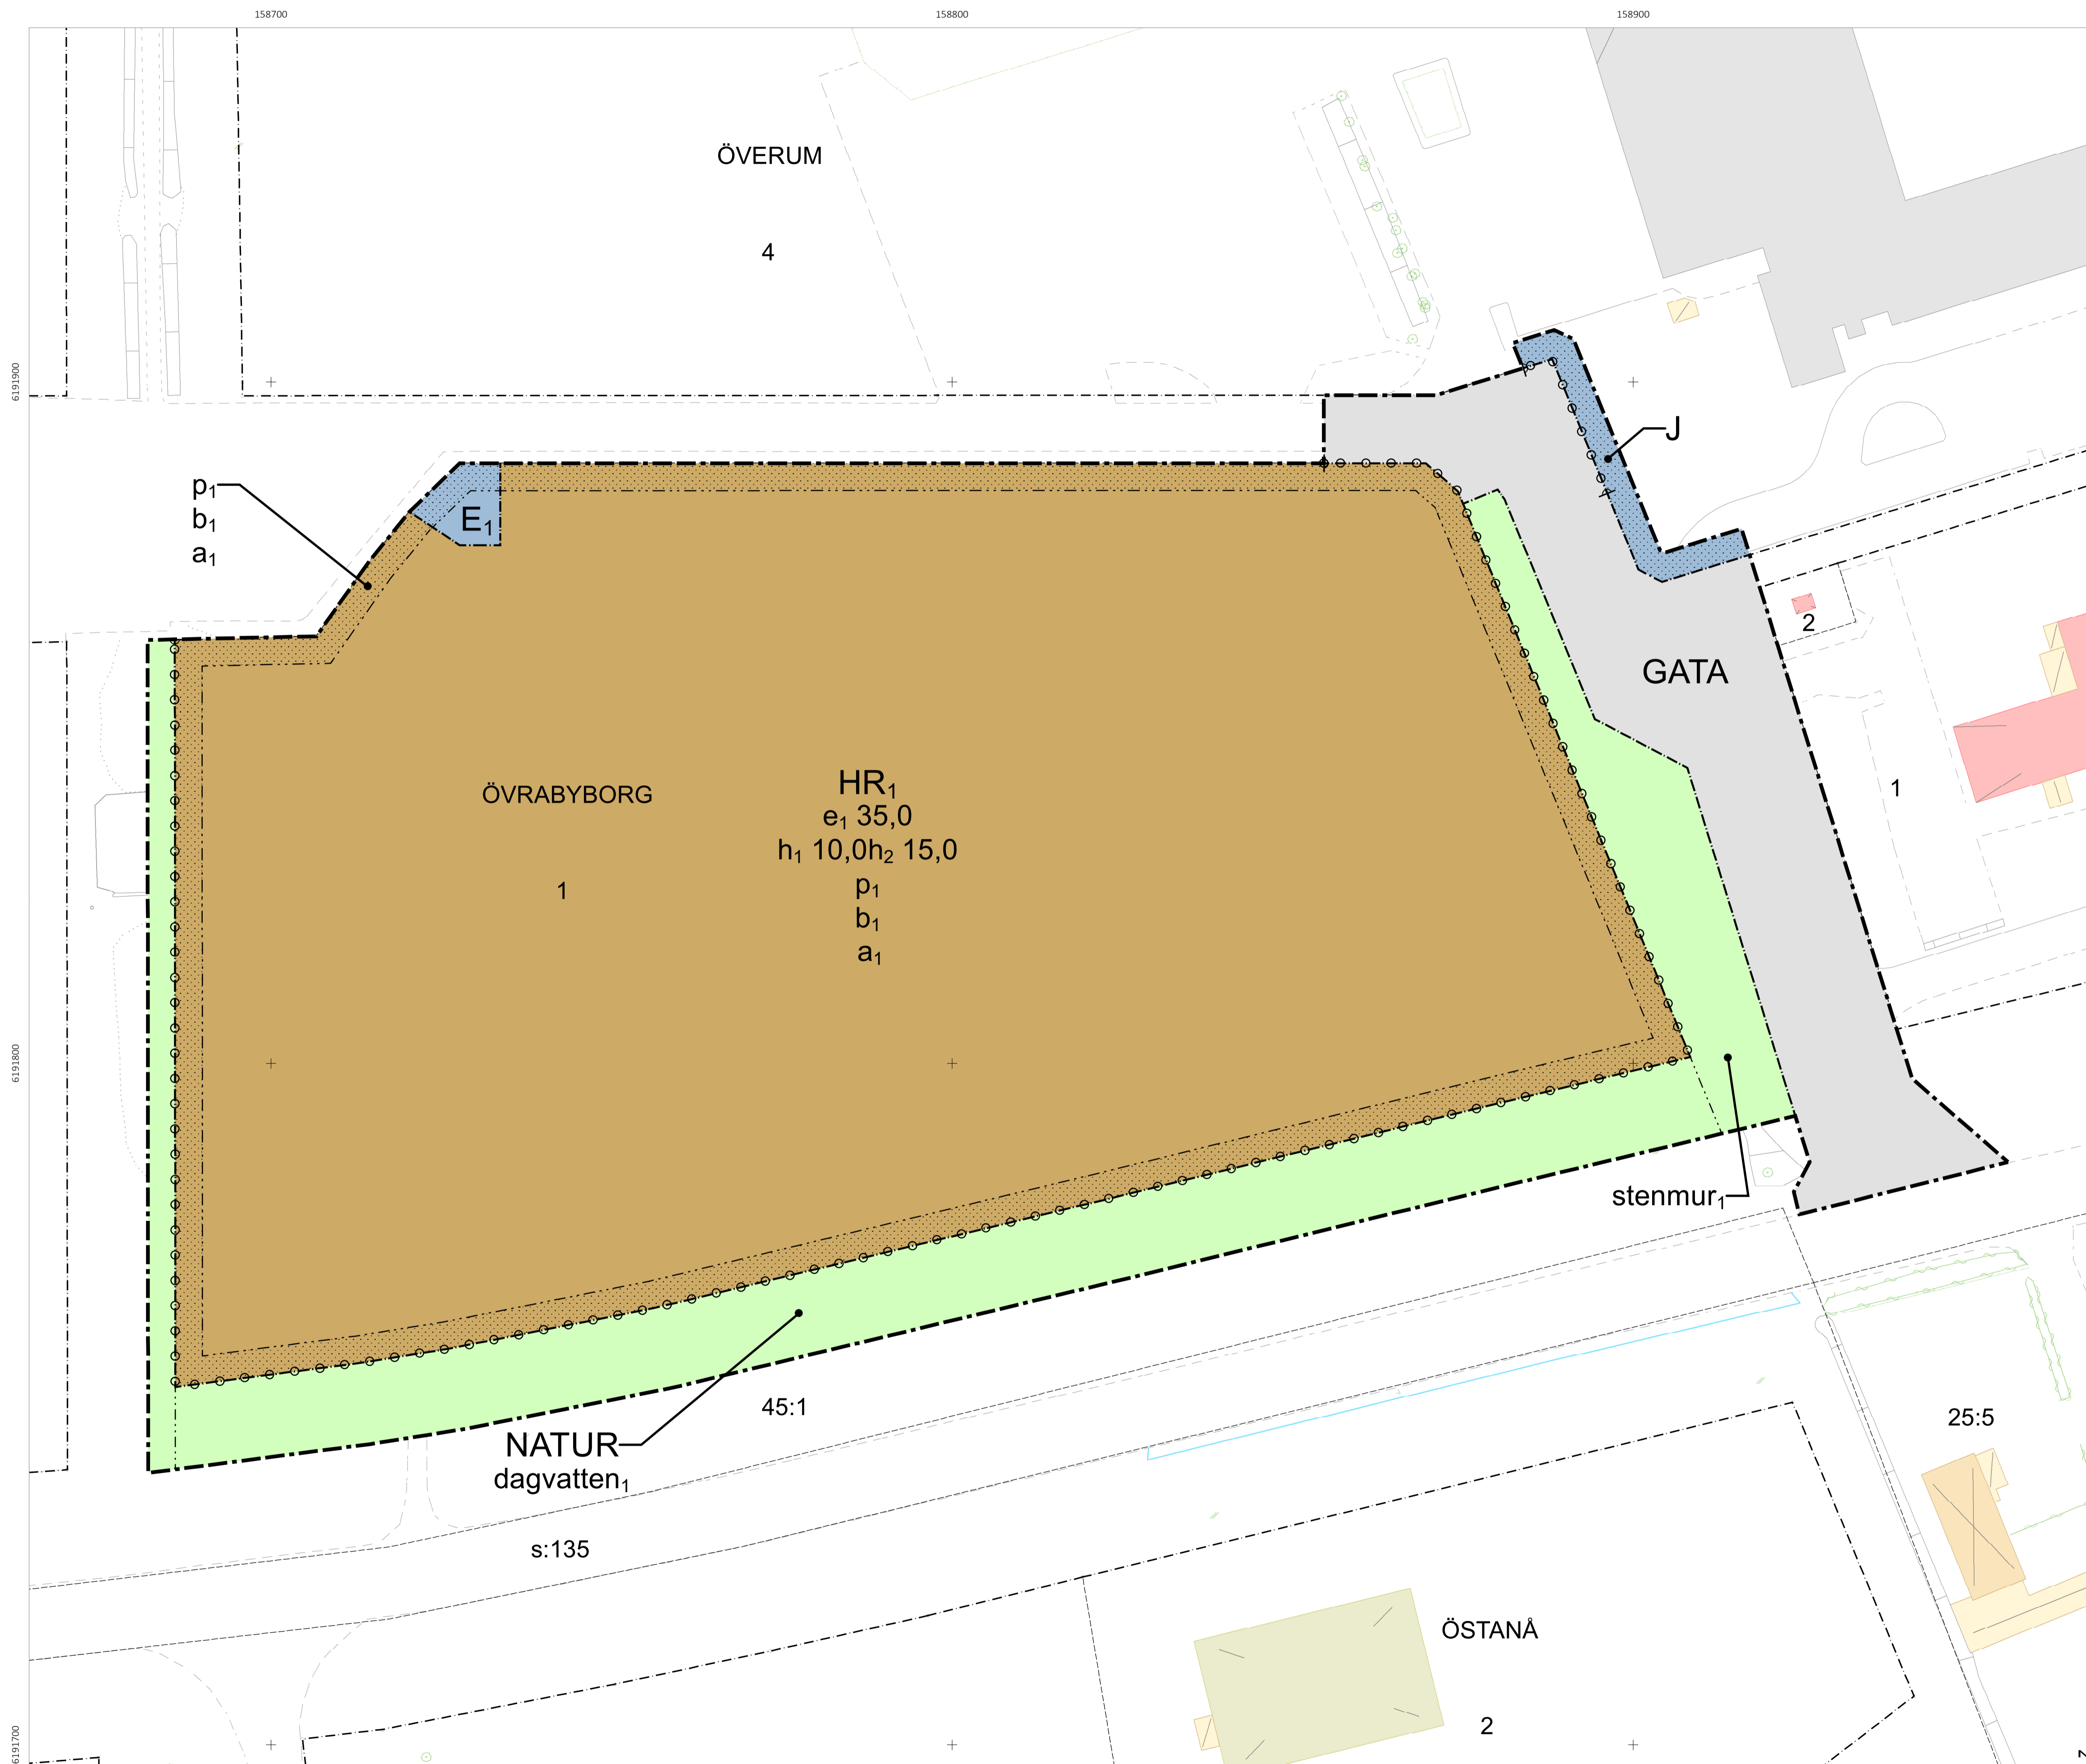 158700
158800
158900
ÖVERUM
4
6191900
J
p₁
b₁
a₁
E₁
2
GATA
ÖVRABYBORG
1
HR₁
e₁ 35,0
h₁ 10,0h₂ 15,0
p₁
b₁
a₁
1
6191800
stenmur₁
45:1
25:5
NATUR
dagvatten₁
s:135
ÖSTANÅ
2
6191700